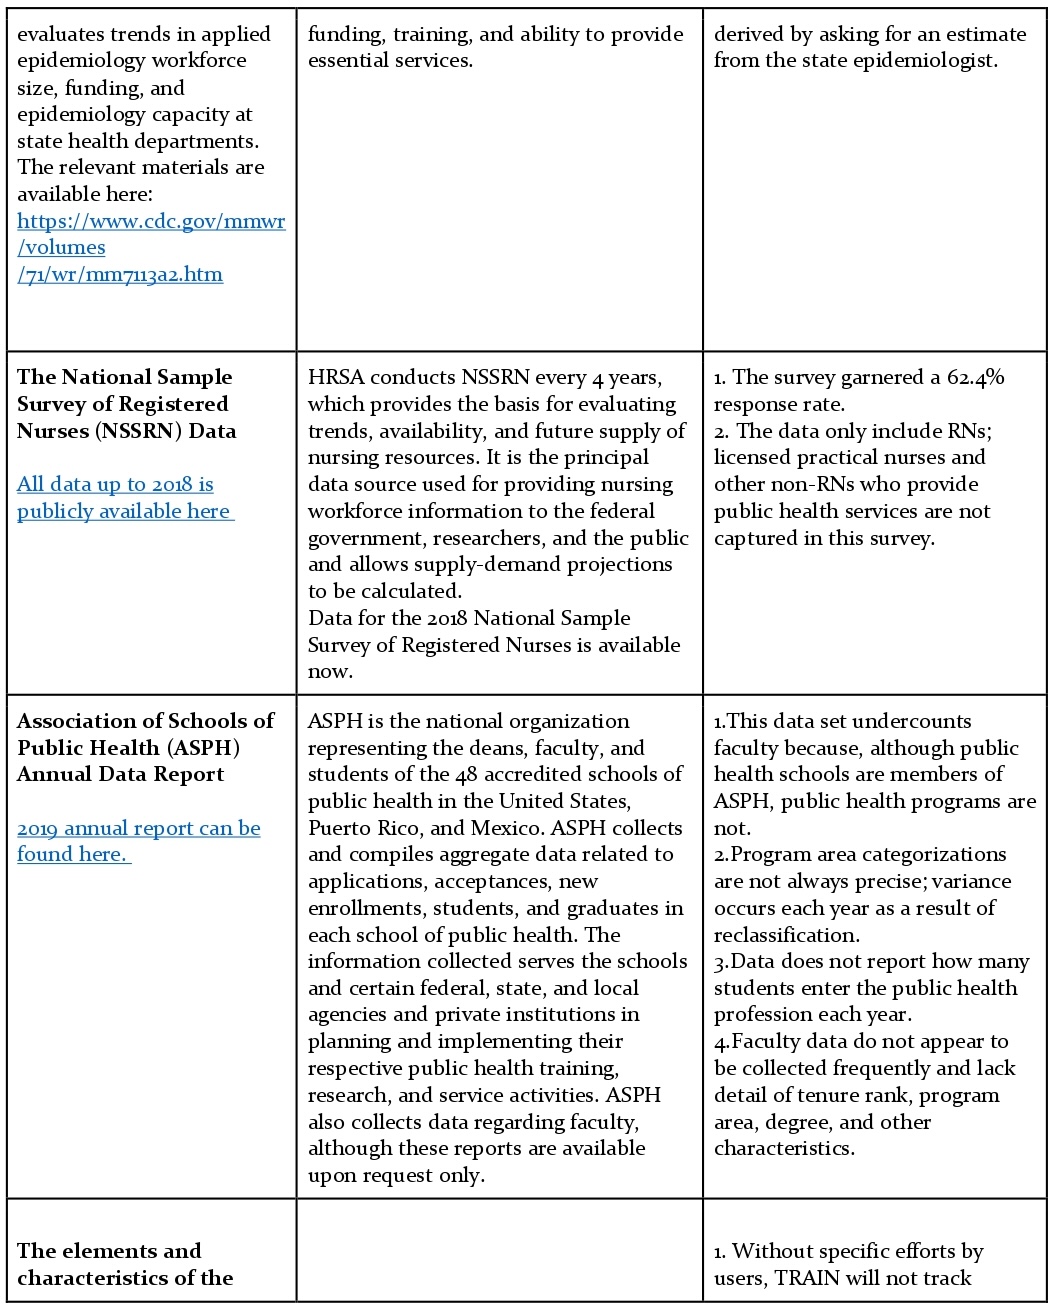 evaluates trends in applied
epidemiology workforce
size, funding, and
epidemiology capacity at
state health departments.
The relevant materials are
available here:
https://www.cdc.gov/mmwr
/volumes
/71/wr/mm7113a2.htm
funding, training, and ability to provide
essential services.
derived by asking for an estimate
from the state epidemiologist.
The National Sample
Survey of Registered
Nurses (NSSRN) Data
All data up to 2018 is
publicly available here
HRSA conducts NSSRN every 4 years,
which provides the basis for evaluating
trends, availability, and future supply of
nursing resources. It is the principal
data source used for providing nursing
workforce information to the federal
government, researchers, and the public
and allows supply-demand projections
to be calculated.
Data for the 2018 National Sample
Survey of Registered Nurses is available
now.
1. The survey garnered a 62.4%
response rate.
2. The data only include RNs;
licensed practical nurses and
other non-RNs who provide
public health services are not
captured in this survey.
Association of Schools of
Public Health (ASPH)
Annual Data Report
2019 annual report can be
found here.
ASPH is the national organization
representing the deans, faculty, and
students of the 48 accredited schools of
public health in the United States,
Puerto Rico, and Mexico. ASPH collects
and compiles aggregate data related to
applications, acceptances, new
enrollments, students, and graduates in
each school of public health. The
information collected serves the schools
and certain federal, state, and local
agencies and private institutions in
planning and implementing their
respective public health training,
research, and service activities. ASPH
also collects data regarding faculty,
although these reports are available
upon request only.
1.This data set undercounts
faculty because, although public
health schools are members of
ASPH, public health programs are
not.
2.Program area categorizations
are not always precise; variance
occurs each year as a result of
reclassification.
3.Data does not report how many
students enter the public health
profession each year.
4.Faculty data do not appear to
be collected frequently and lack
detail of tenure rank, program
area, degree, and other
characteristics.
The elements and
characteristics of the
1. Without specific efforts by
users, TRAIN will not track